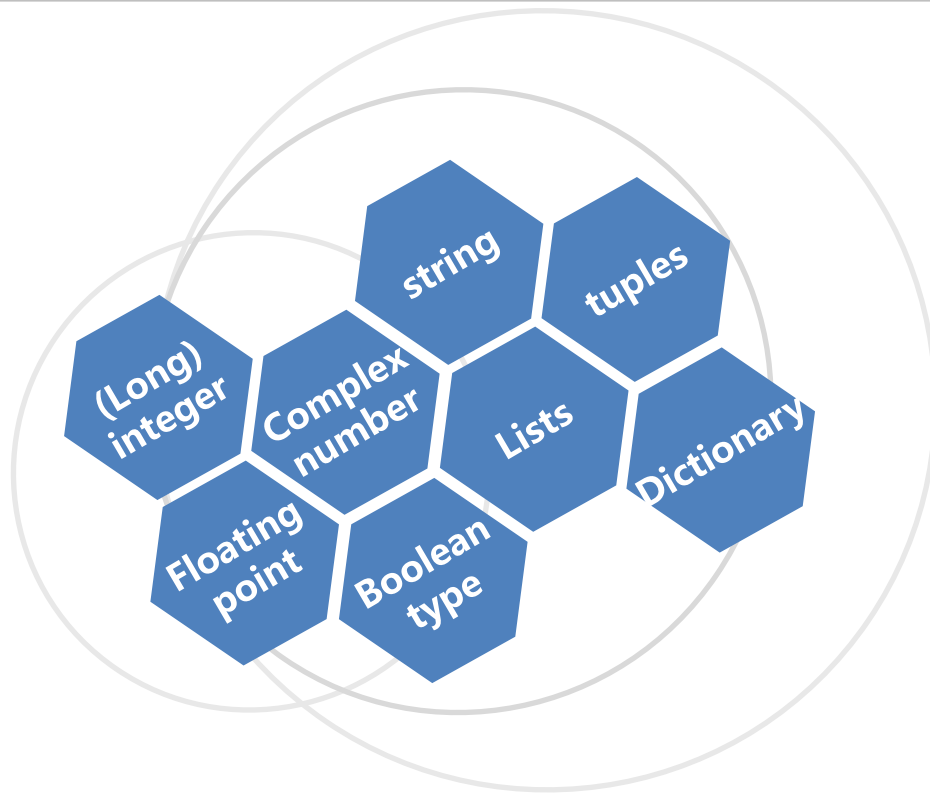 string
tuples
(Long)
integer
Complex
number
Lists
Dictionary
Floating
point
Boolean
type